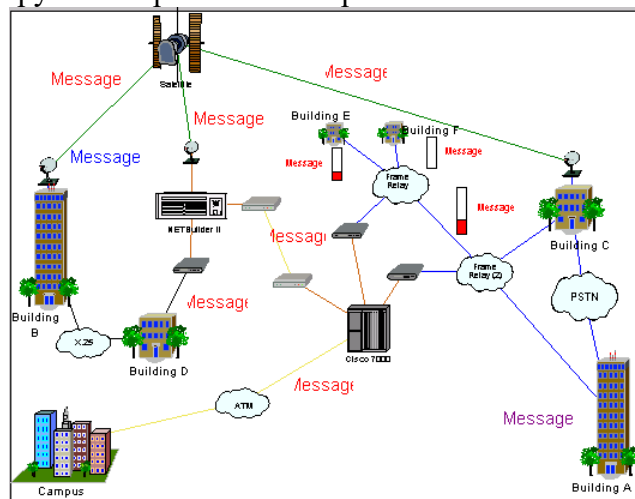 Message
Message
Satellite
Message
Building E
Building F
Message
Message
Message
Frame
Relay
Message
NETBuilder II
Message
Building C
Frame
Relay (2)
Message
PSTN
Building
B
X.25
Building D
Cisco 7000
Message
ATM
Message
Campus
Building A